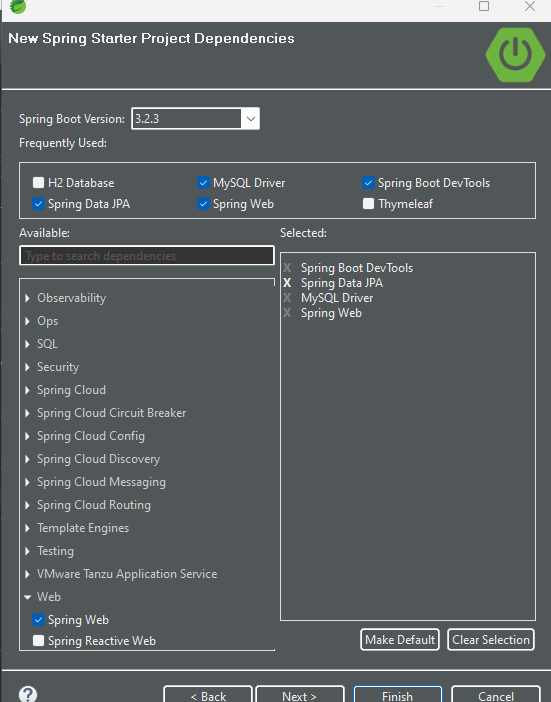 New Spring Starter Project Dependencies
Spring Boot Version: 3.2.3
Frequently Used:
H2 Database MySQL Driver Spring Boot DevTools
Spring Data JPA Spring Web Thymeleaf
Available: Selected:
Type to search dependencies
X Spring Boot DevTools
X Spring Data JPA
X MySQL Driver
X Spring Web
Observability
Ops
SQL
Security
Spring Cloud
Spring Cloud Circuit Breaker
Spring Cloud Config
Spring Cloud Discovery
Spring Cloud Messaging
Spring Cloud Routing
Template Engines
Testing
VMware Tanzu Application Service
Web
Spring Web
Spring Reactive Web
Make Default Clear Selection
? < Back Next > Finish Cancel